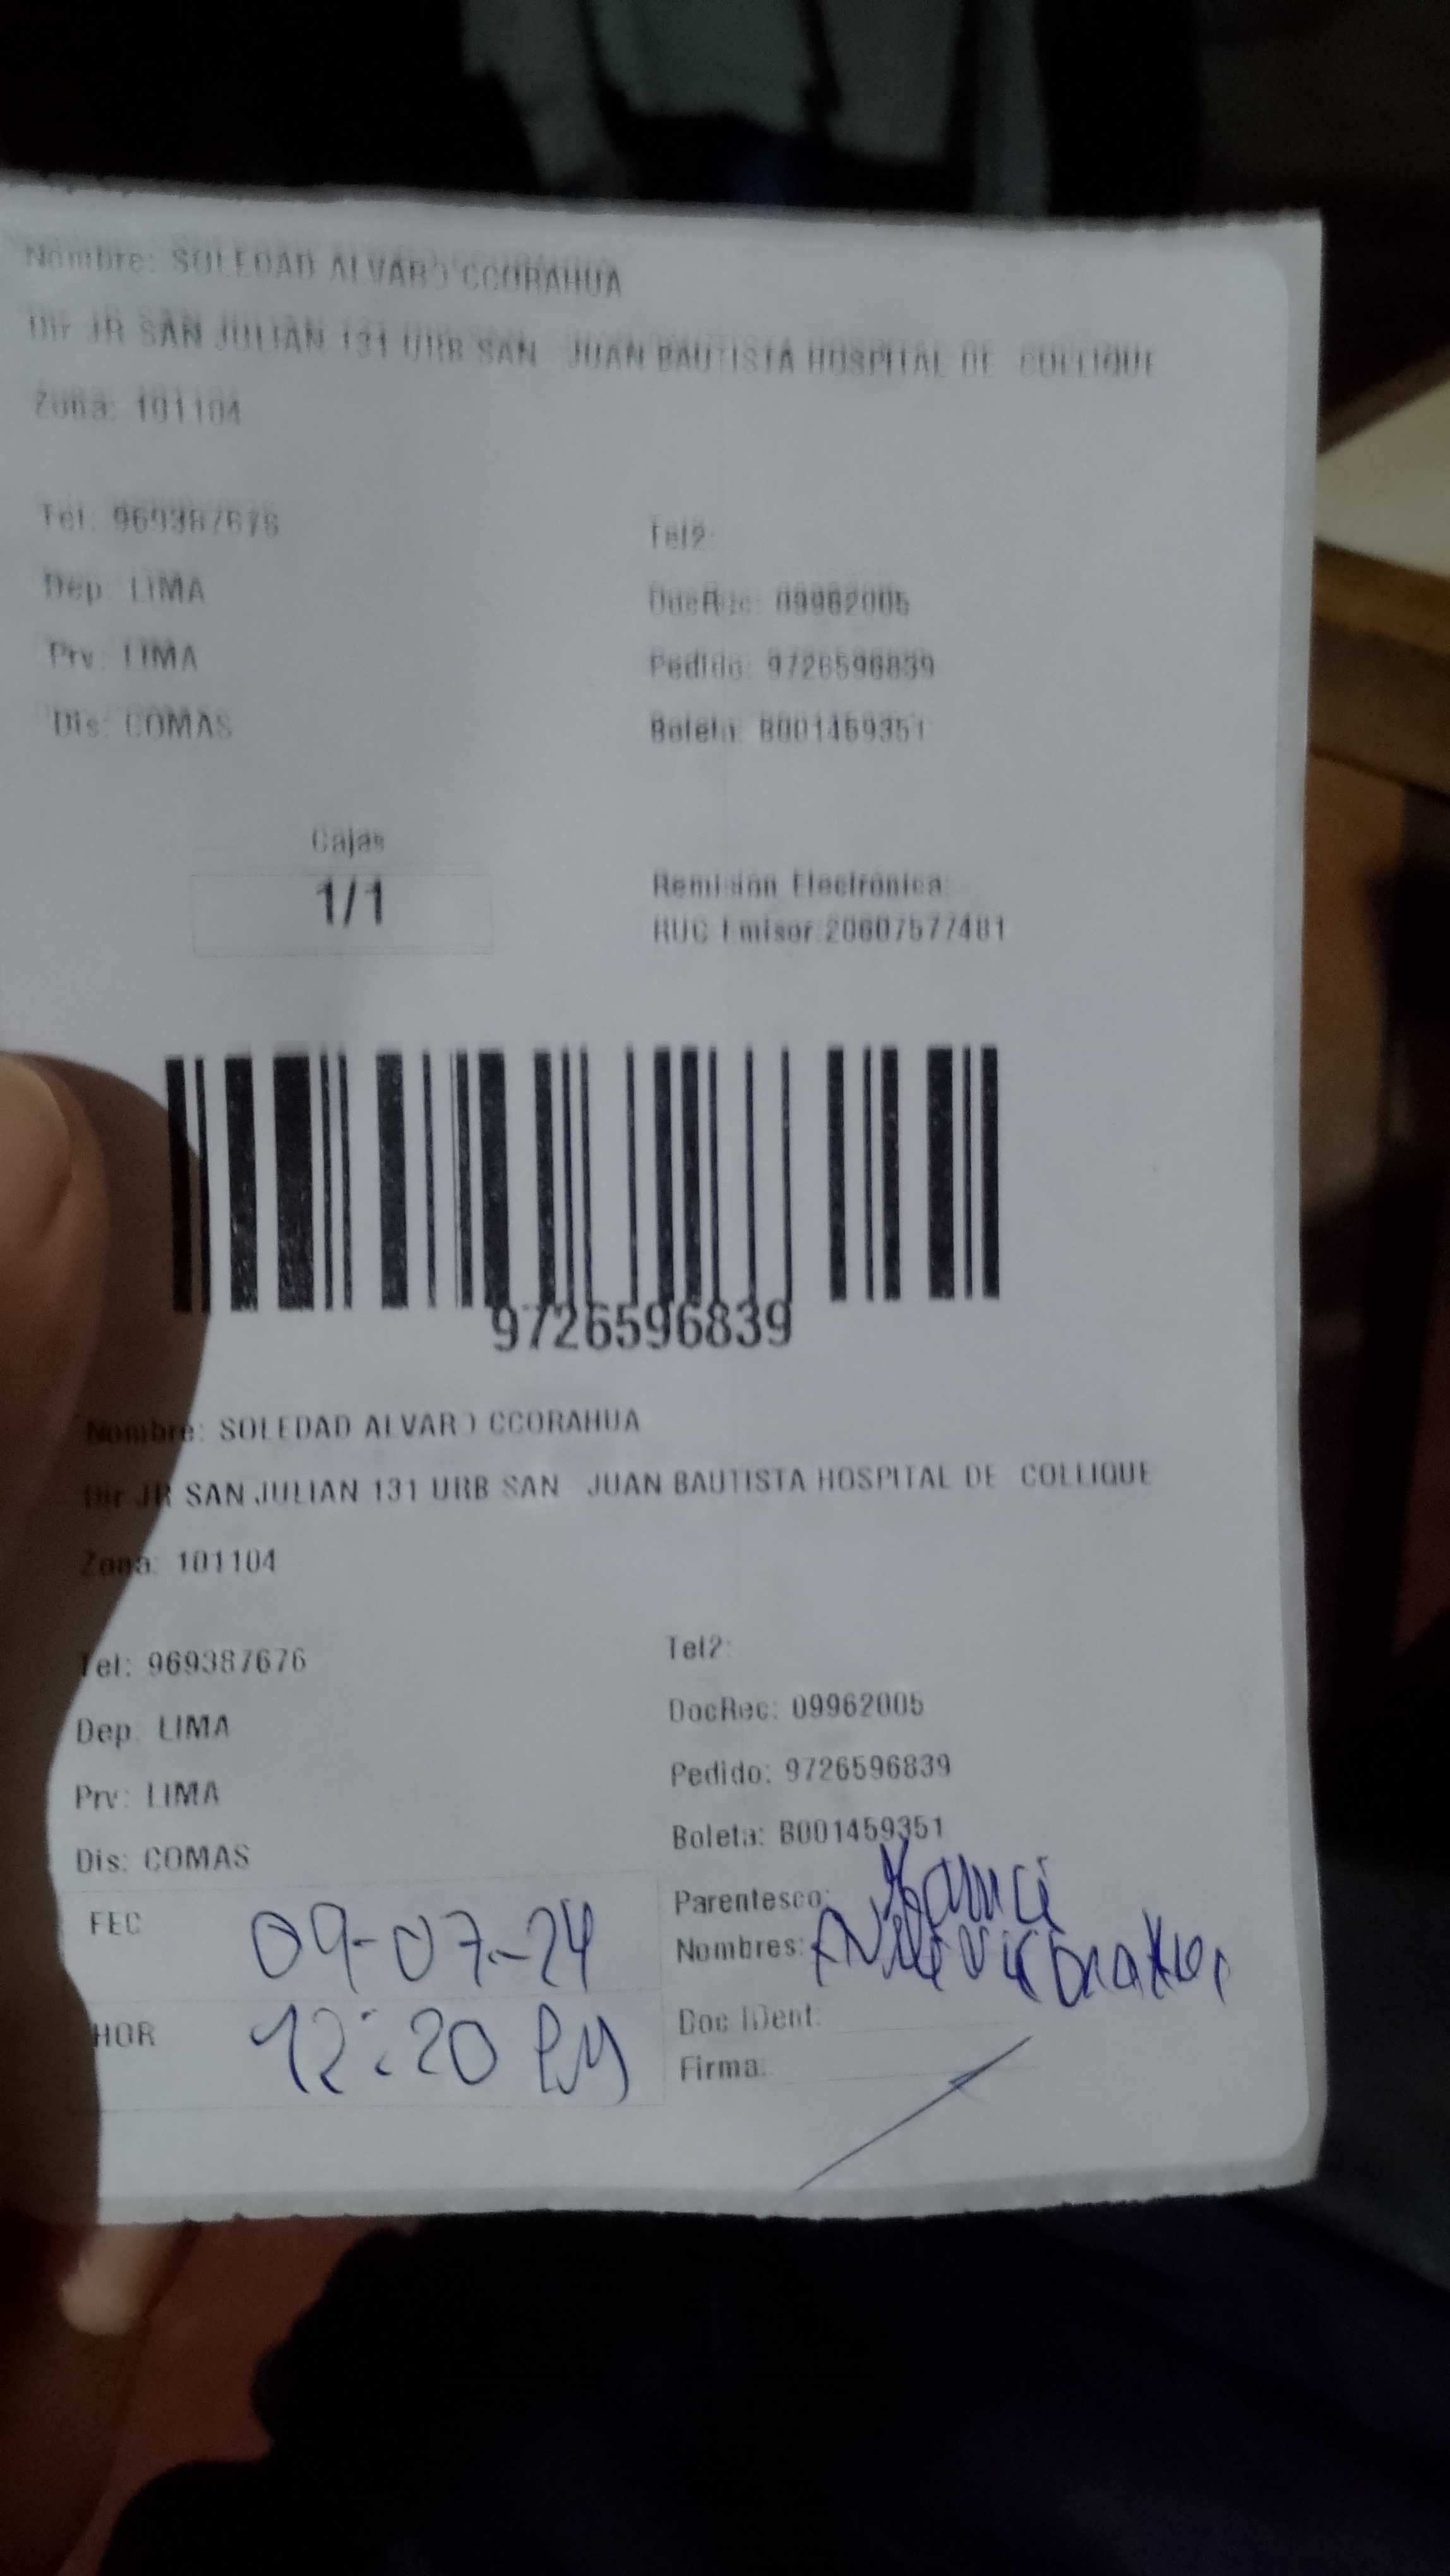 Nombre: SOLEDAD ALVARO CCORAHUA
Dir JR SAN JULIAN 131 URB SAN JUAN BAUTISTA HOSPITAL DE COLLIQUE
Zona: 101104
Tel: 969387676
Tel2:
Dep. LIMA
DocRec: 09962005
Prv: LIMA
Pedido: 9726596839
Dis: COMAS
Boleta: B001459351
Cajas
1/1
Remision Electrónica:
RUC Emisor:20607577481
9726596839
Nombre: SOLEDAD ALVARO CCORAHUA
Dir JR SAN JULIAN 131 URB SAN JUAN BAUTISTA HOSPITAL DE COLLIQUE
Zona: 101104
Tel: 969387676
Tel2:
Dep. LIMA
DocRec: 09962005
Prv: LIMA
Pedido: 9726596839
Dis: COMAS
Boleta: B001459351
FEC 09-07-24
Parentesco:
Nombres:
HOR 12:20 PM
Doc IDent:
Firma: